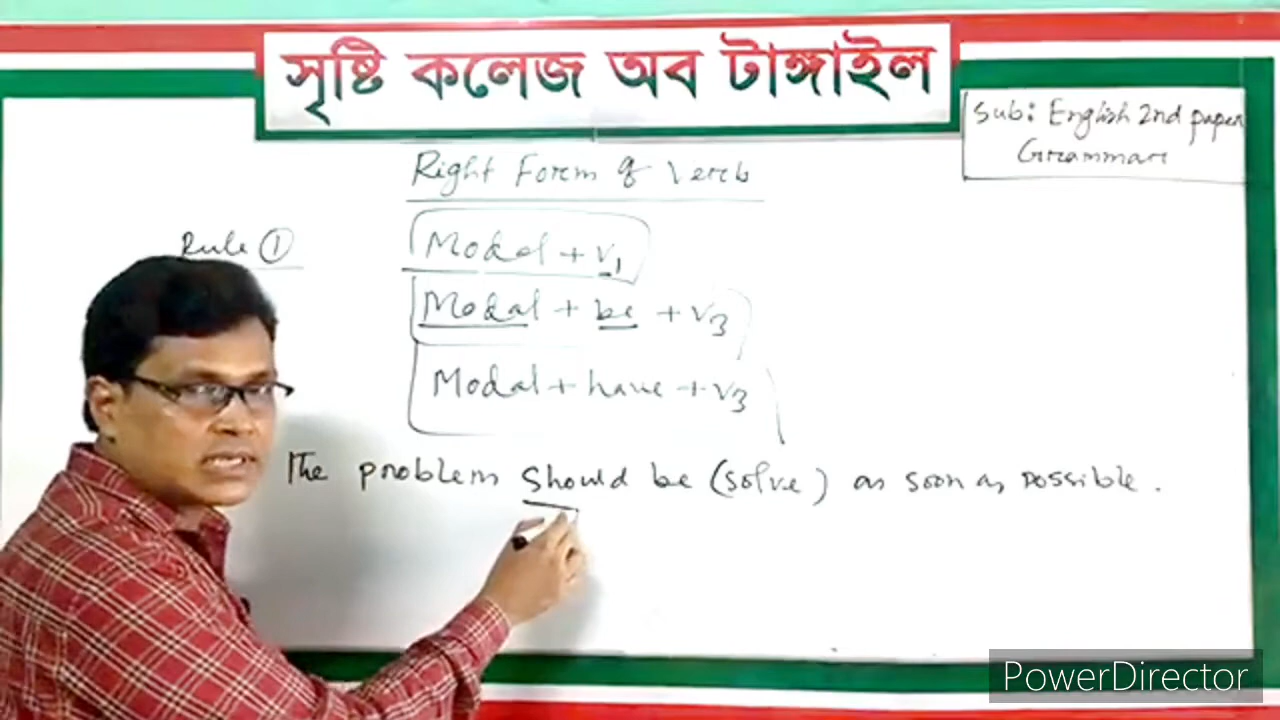 সৃষ্টি কলেজ অব টাঙ্গাইল
Sub: English 2nd paper
Grammar
Right Form of Verb
Rule ①
Modal + V₁
Modal + be + V₃
Modal + have + V₃
The problem should be (solve) as soon as possible.
PowerDirector